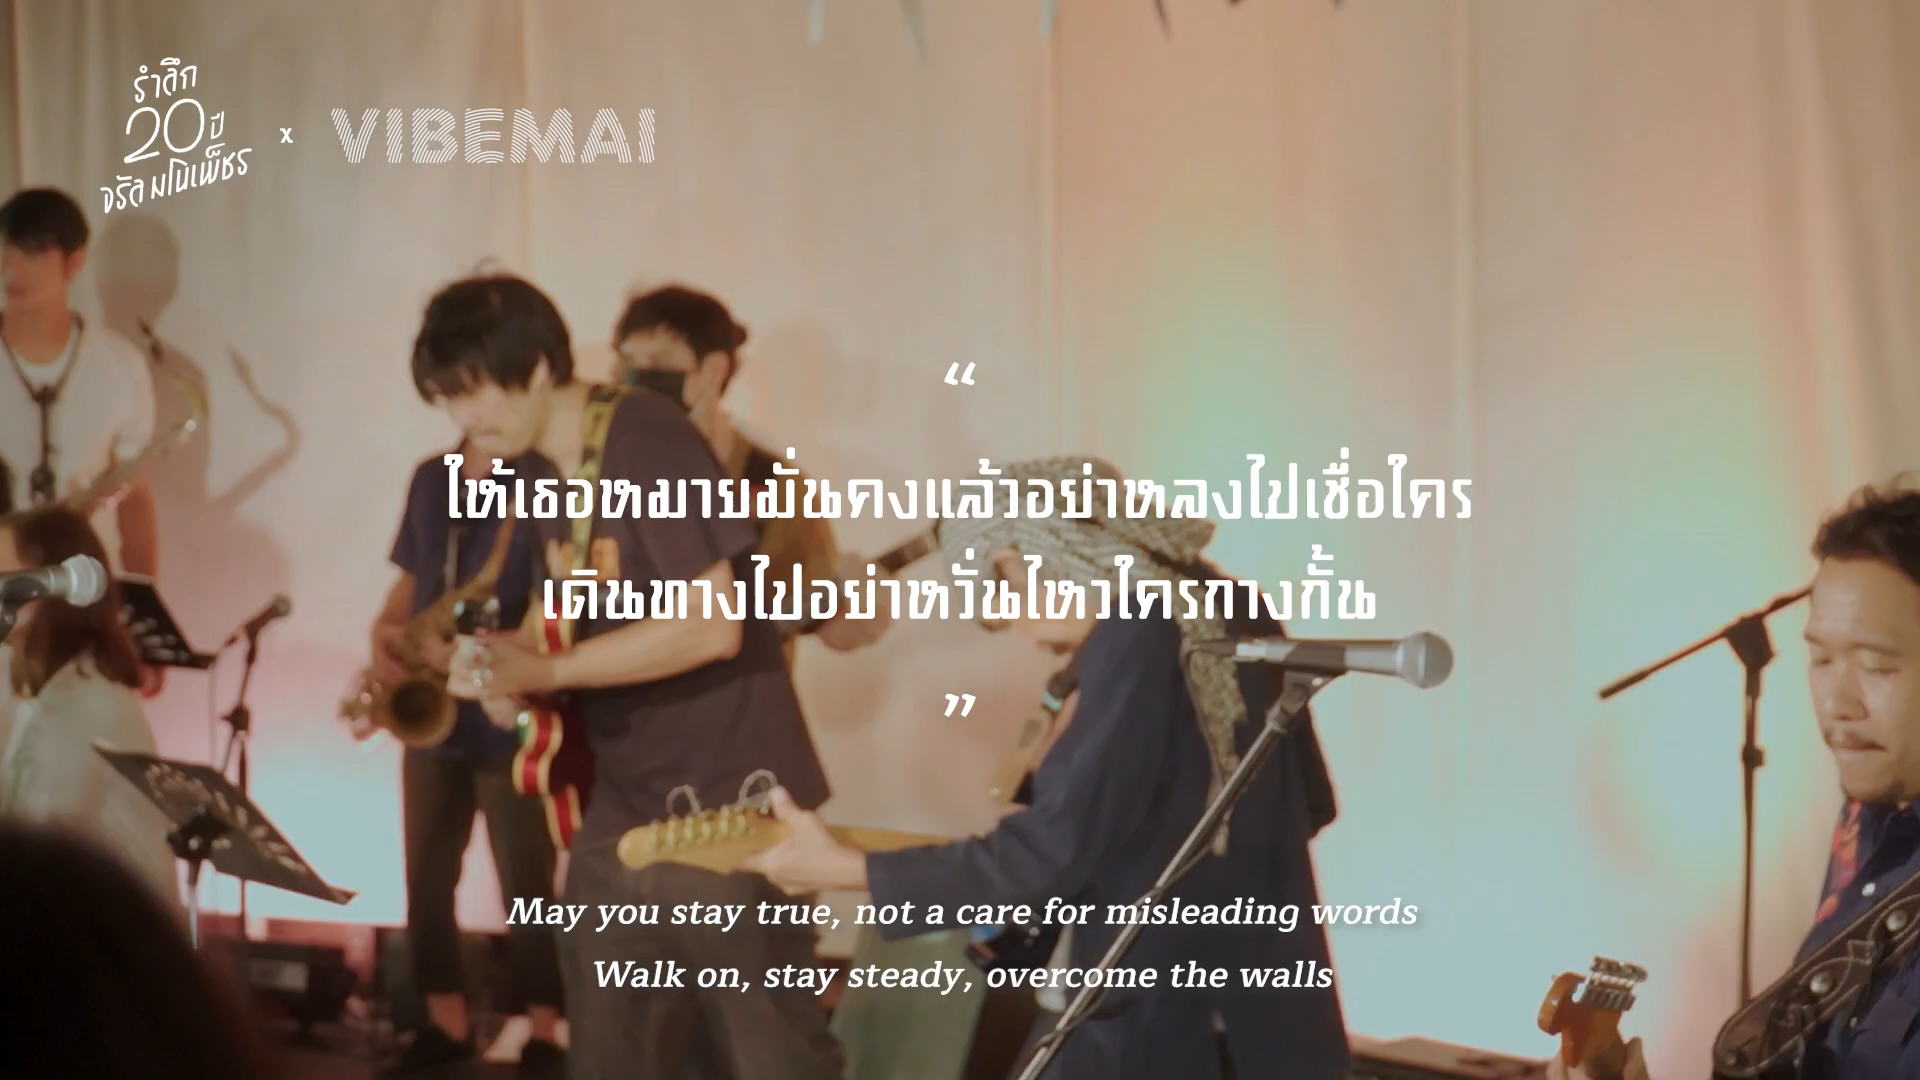 รำลึก
20 ปี
จรัล มโนเพ็ชร
x VIBEMAI
“
ให้เธอหมายมั่นคงแล้วอย่าหลงไปเชื่อใคร
เดินทางไปอย่าหวั่นไหวใครกางกั้น
”
May you stay true, not a care for misleading words
Walk on, stay steady, overcome the walls